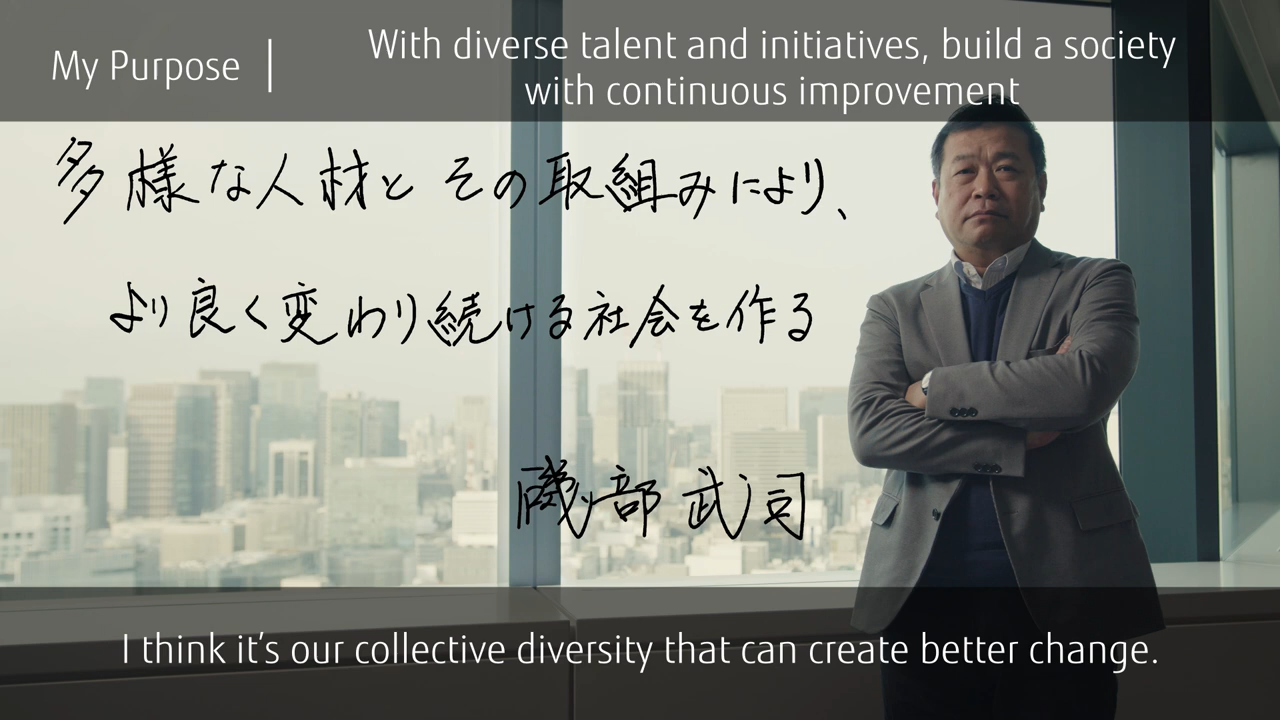 My Purpose
With diverse talent and initiatives, build a society
with continuous improvement
多様な人材とその取組みにより、
より良く変わり続ける社会を作る
磯部 武司
I think it's our collective diversity that can create better change.